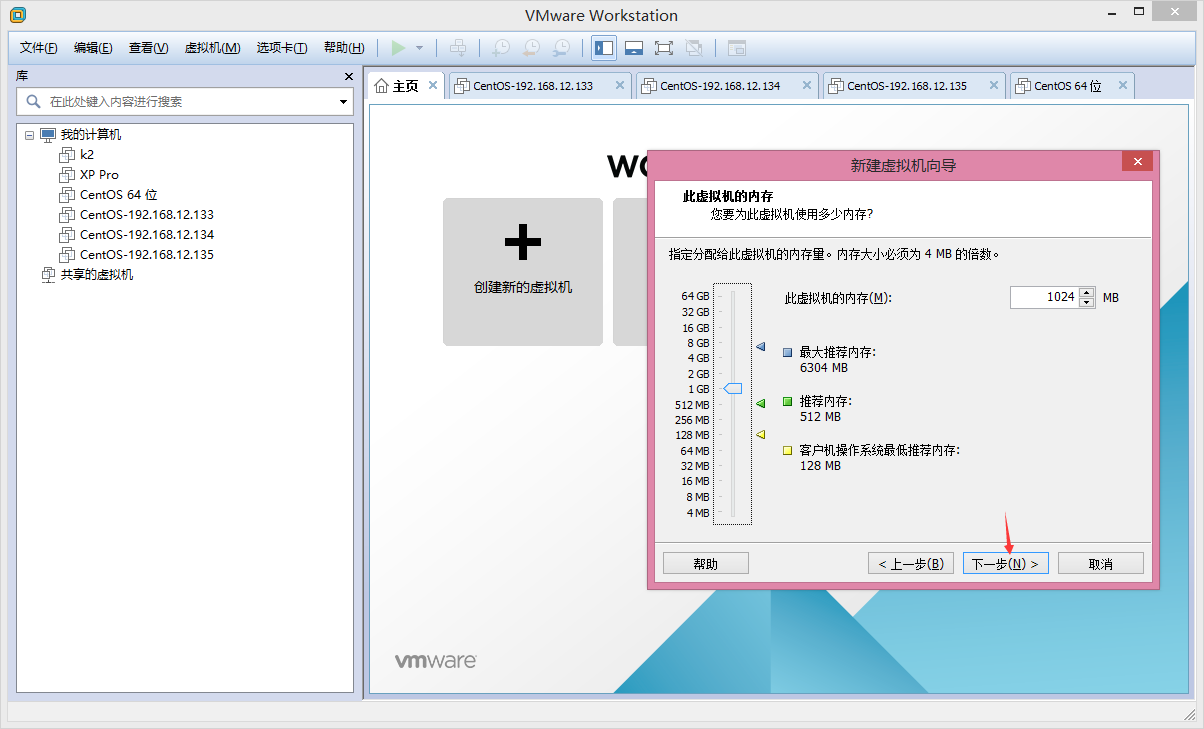 VMware Workstation
文件(F) 编辑(E) 查看(V) 虚拟机(M) 选项卡(T) 帮助(H)
库
在此处键入内容进行搜索
我的计算机
k2
XP Pro
CentOS 64 位
CentOS-192.168.12.133
CentOS-192.168.12.134
CentOS-192.168.12.135
共享的虚拟机
主页 CentOS-192.168.12.133 CentOS-192.168.12.134 CentOS-192.168.12.135 CentOS 64 位
创建新的虚拟机
vmware
新建虚拟机向导
此虚拟机的内存
您要为此虚拟机使用多少内存?
指定分配给此虚拟机的内存量。内存大小必须为 4 MB 的倍数。
此虚拟机的内存(M): 1024 MB
64 GB
32 GB
16 GB
8 GB
4 GB
2 GB
1 GB
512 MB
256 MB
128 MB
64 MB
32 MB
16 MB
8 MB
4 MB
最大推荐内存:
6304 MB
推荐内存:
512 MB
客户机操作系统最低推荐内存:
128 MB
帮助 < 上一步(B) 下一步(N) > 取消